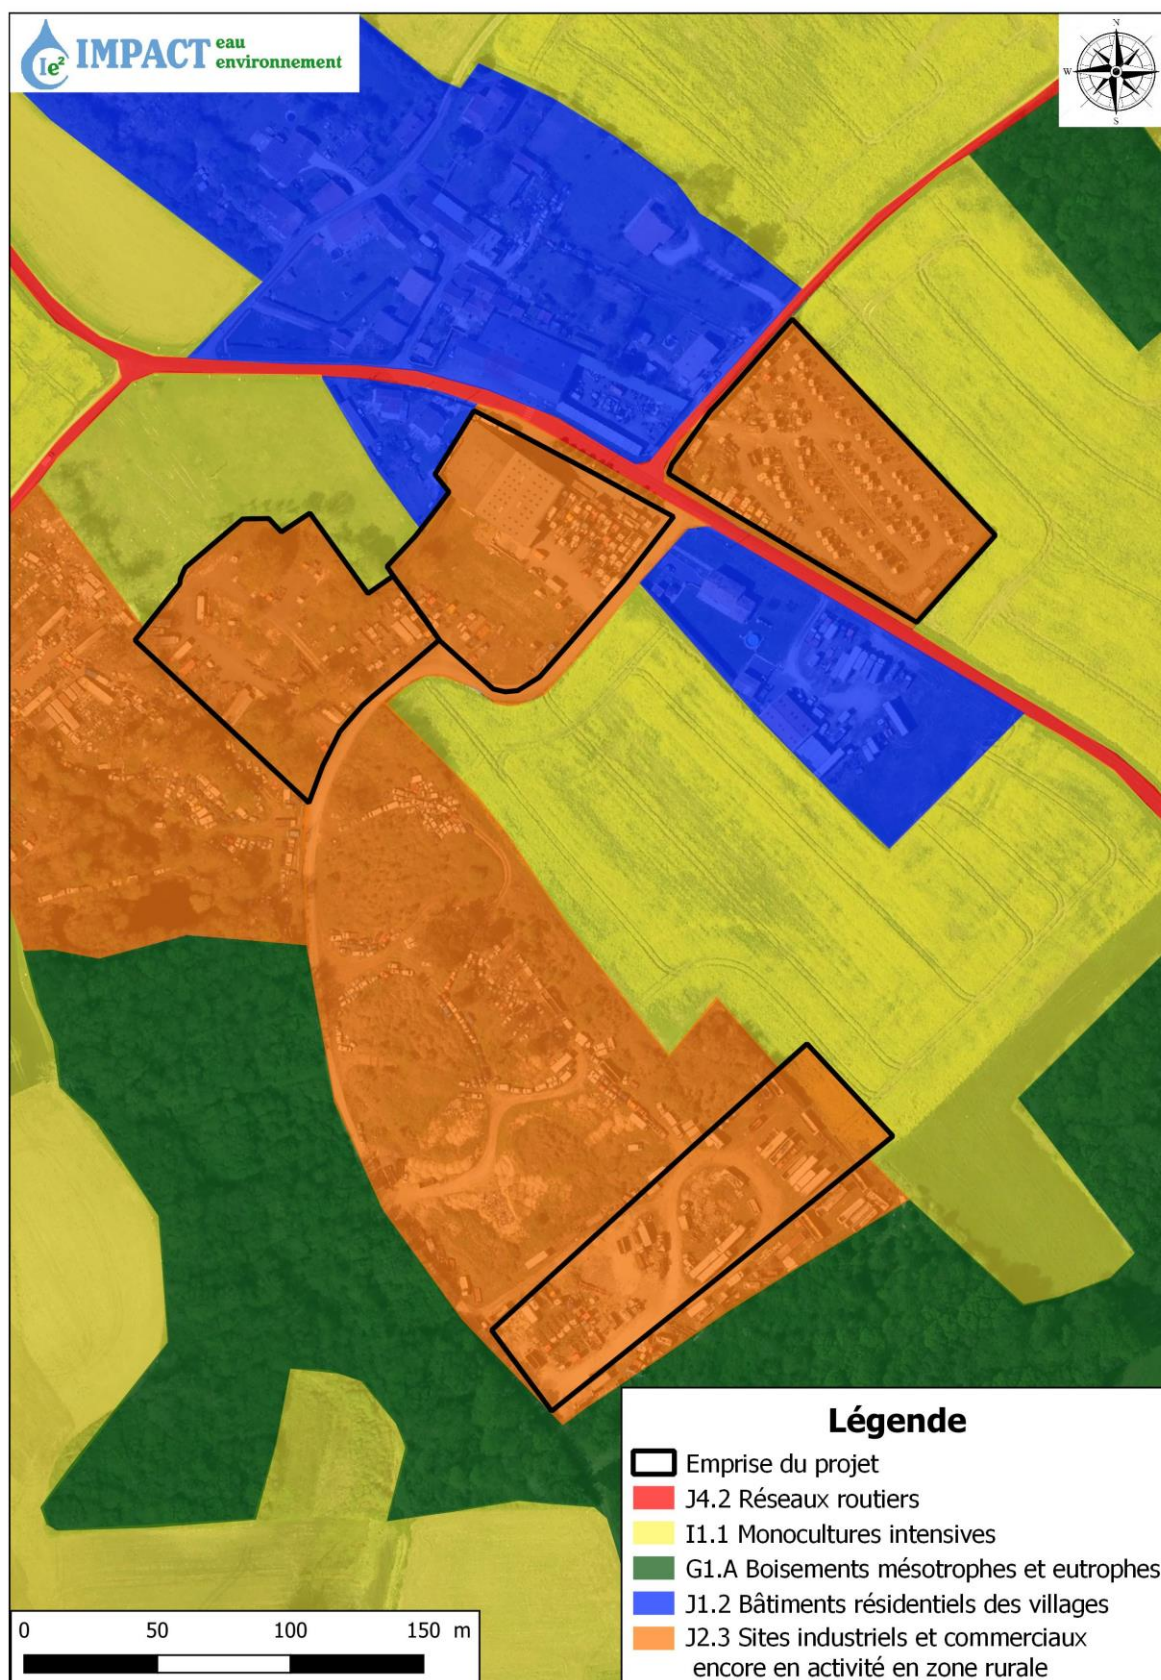 Ie²
IMPACT eau
environnement
N
W
S
Légende
Emprise du projet
J4.2 Réseaux routiers
I1.1 Monocultures intensives
G1.A Boisements mésotrophes et eutrophes
J1.2 Bâtiments résidentiels des villages
J2.3 Sites industriels et commerciaux
encore en activité en zone rurale
0 50 100 150 m